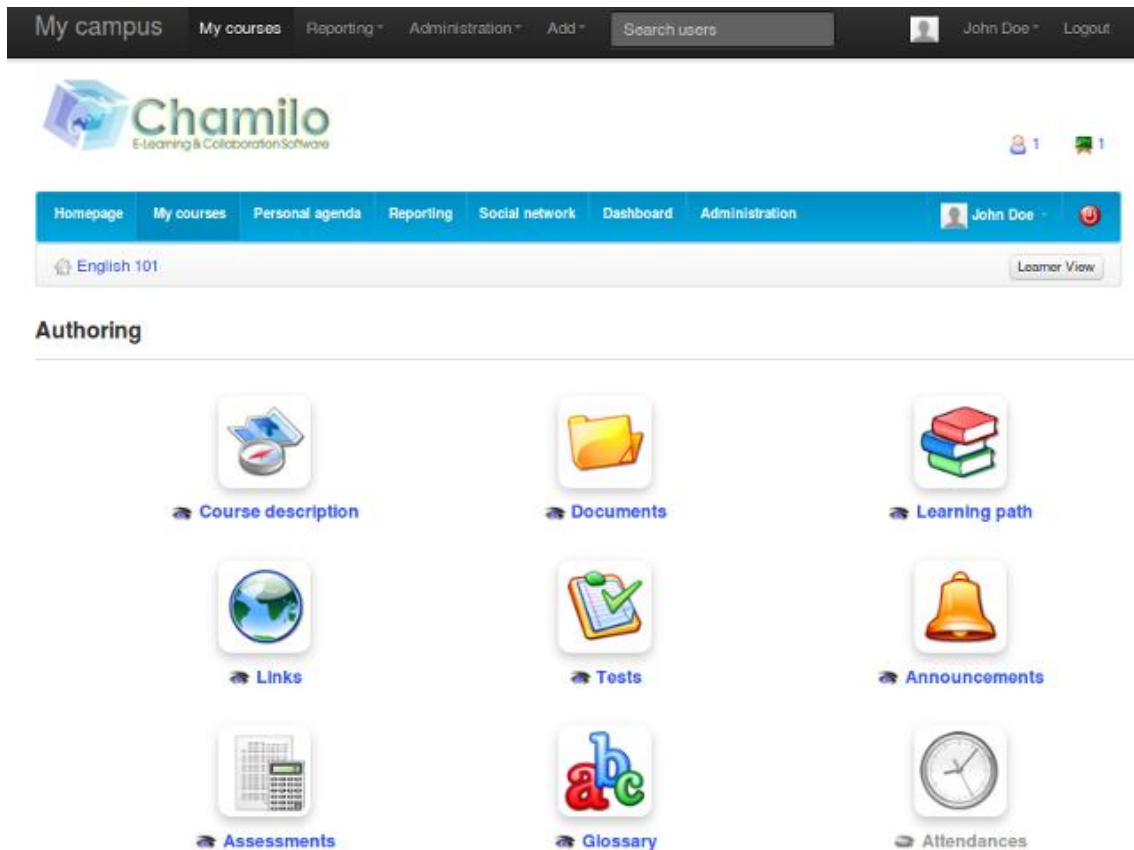 My campus My courses Reporting Administration Add Search users John Doe Logout
Chamilo
E-Learning & Collaboration Software
1 1
Homepage My courses Personal agenda Reporting Social network Dashboard Administration John Doe
English 101 Learner View
Authoring
Course description Documents Learning path
Links Tests Announcements
Assessments Glossary Attendances